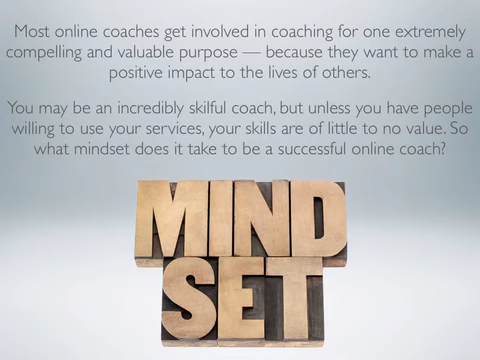 Most online coaches get involved in coaching for one extremely
compelling and valuable purpose — because they want to make a
positive impact to the lives of others.
You may be an incredibly skilful coach, but unless you have people
willing to use your services, your skills are of little to no value. So
what mindset does it take to be a successful online coach?
MIND
SET